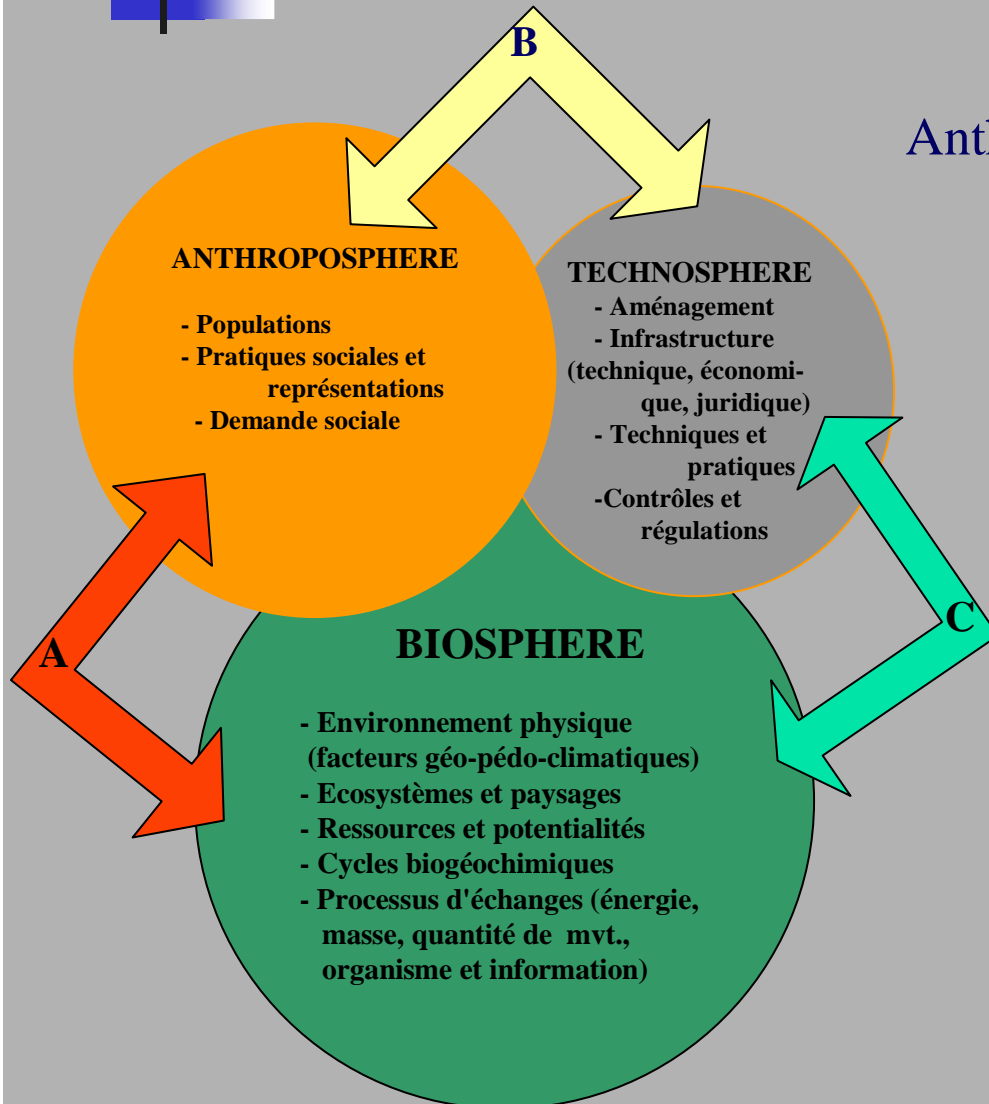 B
Anth
ANTHROPOSPHERE
- Populations
- Pratiques sociales et
représentations
- Demande sociale
TECHNOSPHERE
- Aménagement
- Infrastructure
(technique, économi-
que, juridique)
- Techniques et
pratiques
-Contrôles et
régulations
A
C
BIOSPHERE
- Environnement physique
(facteurs géo-pédo-climatiques)
- Ecosystèmes et paysages
- Ressources et potentialités
- Cycles biogéochimiques
- Processus d'échanges (énergie,
masse, quantité de mvt.,
organisme et information)